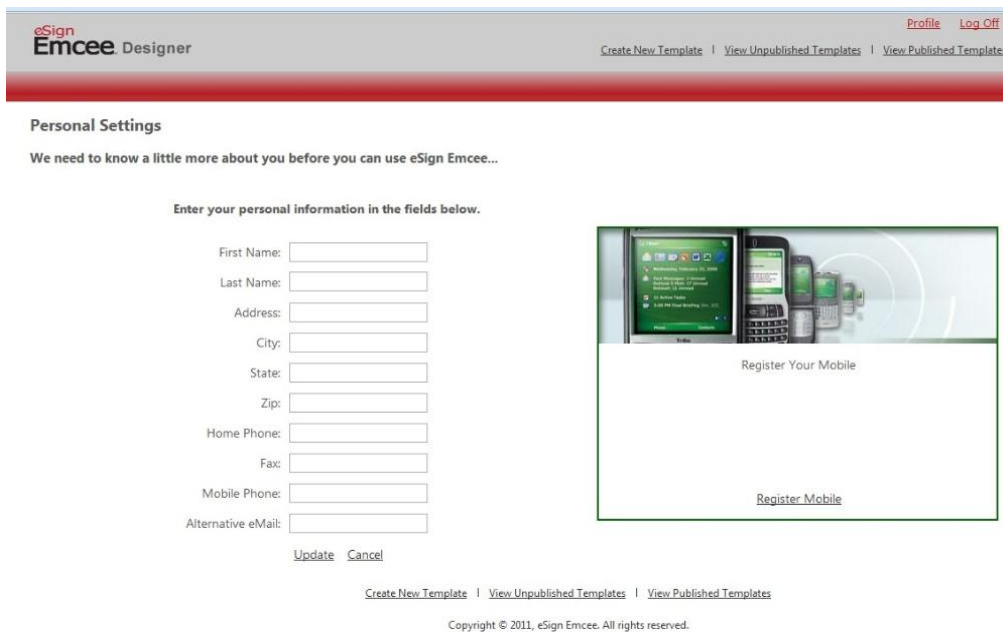 eSign
Emcee Designer
Profile Log Off
Create New Template | View Unpublished Templates | View Published Template
Personal Settings
We need to know a little more about you before you can use eSign Emcee...
Enter your personal information in the fields below.
First Name:
Last Name:
Address:
City:
State:
Zip:
Home Phone:
Fax:
Mobile Phone:
Alternative eMail:
Update Cancel
Register Your Mobile
Register Mobile
Create New Template | View Unpublished Templates | View Published Templates
Copyright © 2011, eSign Emcee. All rights reserved.